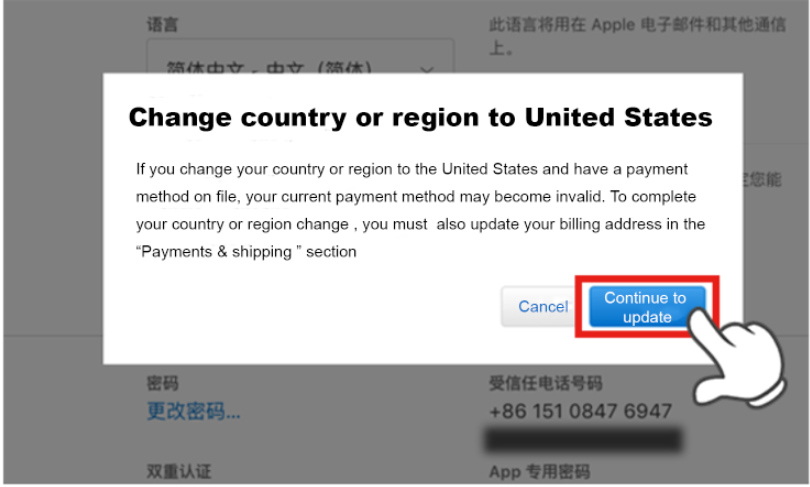 语言
此语言将用在 Apple 电子邮件和其他通信
上。
简体中文 - 中文 (简体)
Change country or region to United States
If you change your country or region to the United States and have a payment
method on file, your current payment method may become invalid. To complete
your country or region change , you must also update your billing address in the
“Payments & shipping ” section
您能
Cancel
Continue to
update
密码
受信任电话号码
更改密码...
+86 151 0847 6947
双重认证
App 专用密码